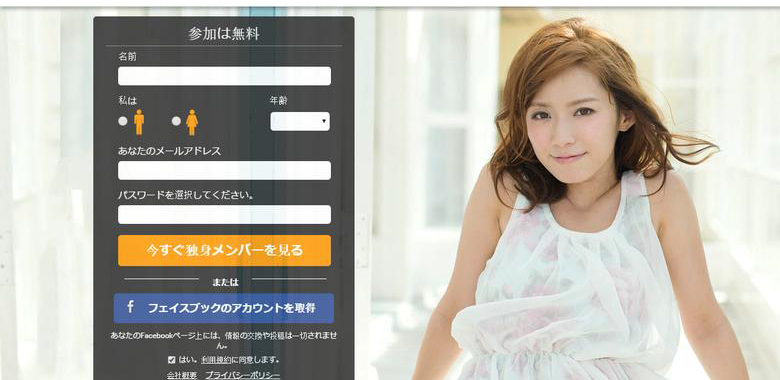 参加は無料
名前
私は
年齢
あなたのメールアドレス
パスワードを選択してください。
今すぐ独身メンバーを見る
または
f フェイスブックのアカウントを取得
あなたのFacebookページ上には、情報の交換や投稿は一切されませ
ん。
はい。利用規約に同意します。
会社概要 プライバシーポリシー